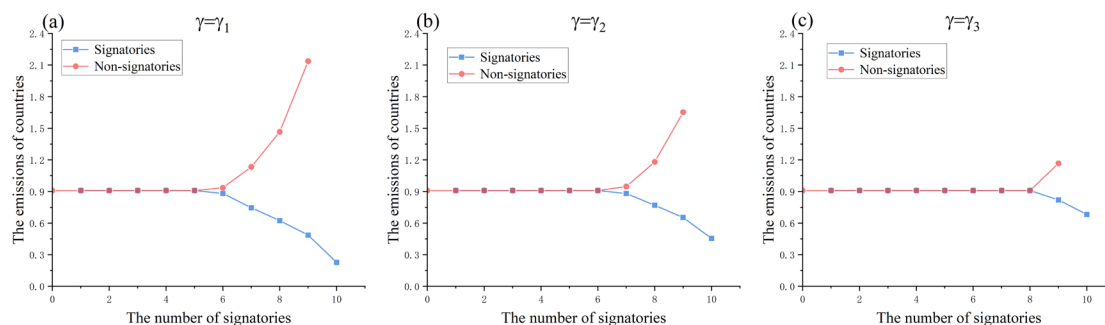 (a)
γ=γ1
Signatories
Non-signatories
The emissions of countries
2.4
2.1
1.8
1.5
1.2
0.9
0.6
0.3
0.0
0 2 4 6 8 10
The number of signatories
(b)
γ=γ2
Signatories
Non-signatories
The emissions of countries
2.4
2.1
1.8
1.5
1.2
0.9
0.6
0.3
0.0
0 2 4 6 8 10
The number of signatories
(c)
γ=γ3
Signatories
Non-signatories
The emissions of countries
2.4
2.1
1.8
1.5
1.2
0.9
0.6
0.3
0.0
0 2 4 6 8 10
The number of signatories